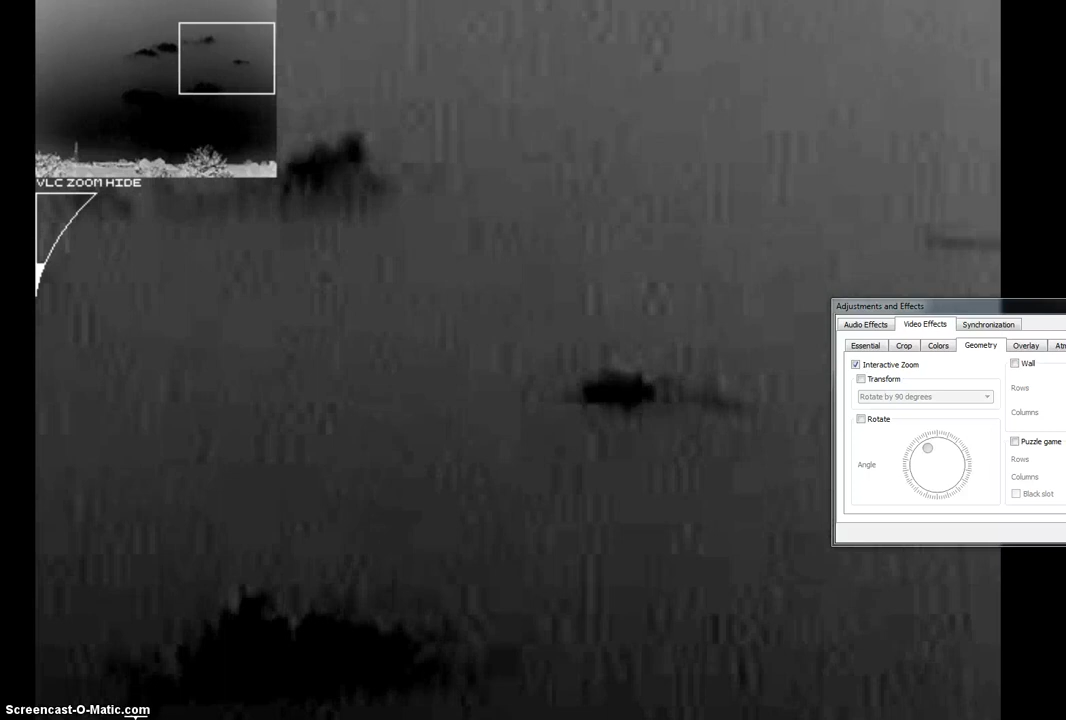 VLC ZOOM HIDE
Adjustments and Effects
Audio Effects
Video Effects
Synchronization
Essential
Crop
Colors
Geometry
Overlay
Interactive Zoom
Transform
Rotate by 90 degrees
Rotate
Angle
Wall
Rows
Columns
Puzzle game
Rows
Columns
Black slot
Screencast-O-Matic.com